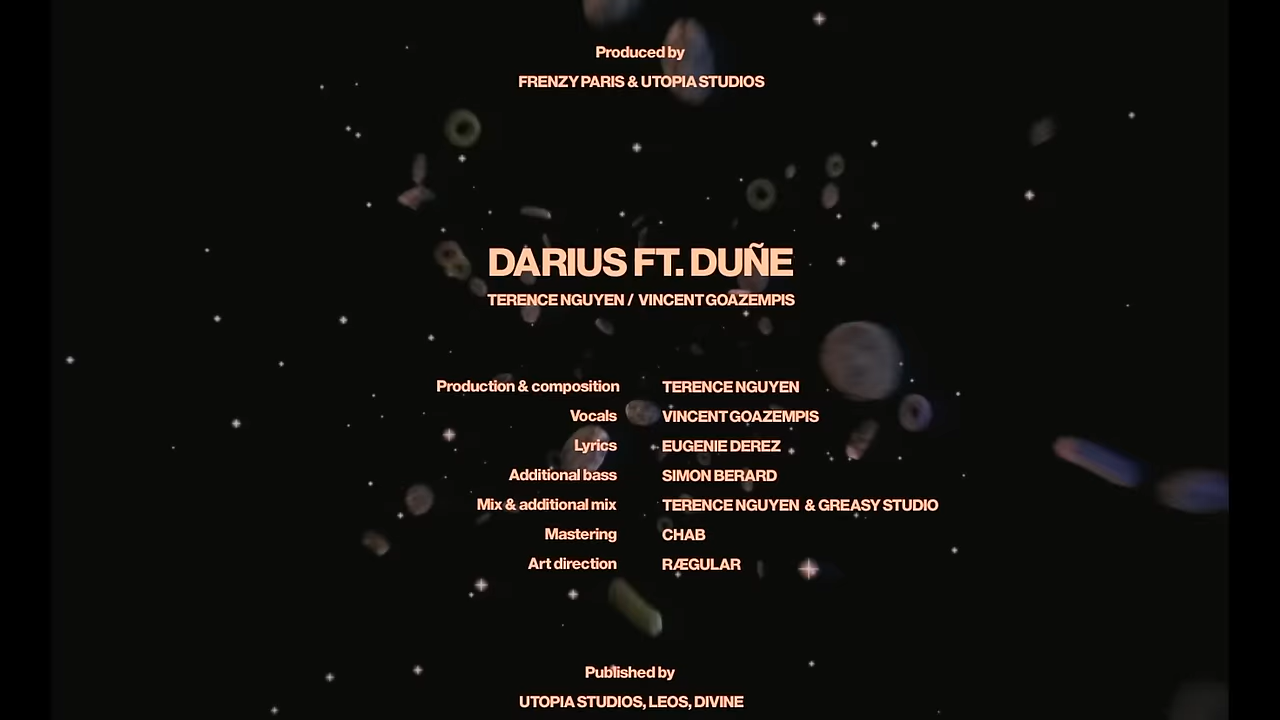 Produced by
FRENZY PARIS & UTOPIA STUDIOS
DARIUS FT. DUÑE
TERENCE NGUYEN / VINCENT GOAZEMPIS
Production & composition TERENCE NGUYEN
Vocals VINCENT GOAZEMPIS
Lyrics EUGENIE DEREZ
Additional bass SIMON BERARD
Mix & additional mix TERENCE NGUYEN & GREASY STUDIO
Mastering CHAB
Art direction RÆGULAR
Published by
UTOPIA STUDIOS, LEOS, DIVINE